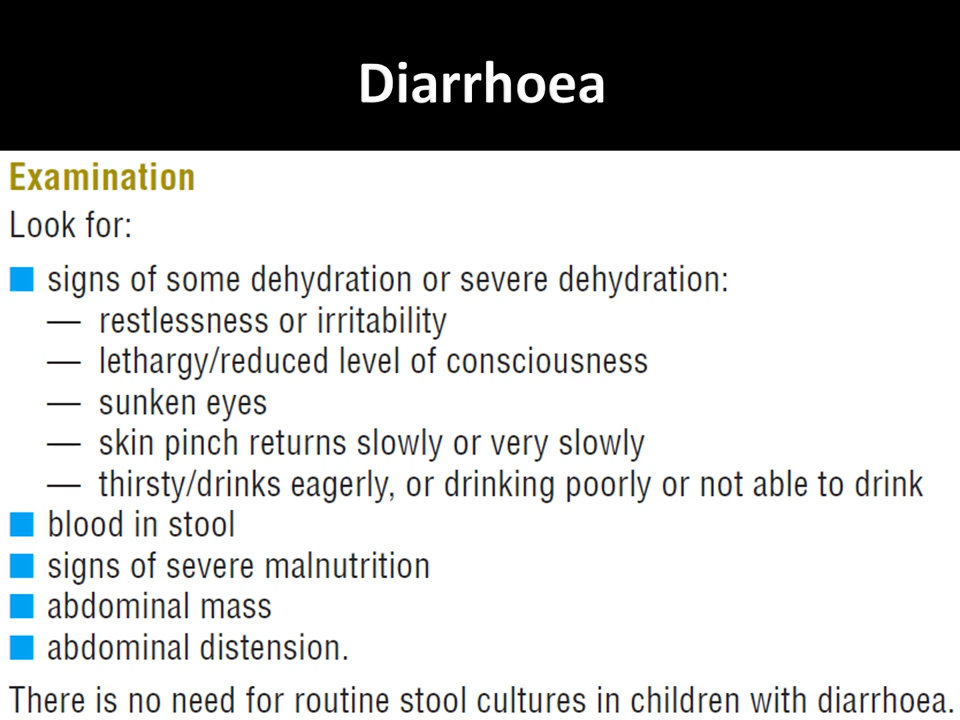 Diarrhoea
Examination
Look for:
■ signs of some dehydration or severe dehydration:
— restlessness or irritability
— lethargy/reduced level of consciousness
— sunken eyes
— skin pinch returns slowly or very slowly
— thirsty/drinks eagerly, or drinking poorly or not able to drink
■ blood in stool
■ signs of severe malnutrition
■ abdominal mass
■ abdominal distension.
There is no need for routine stool cultures in children with diarrhoea.